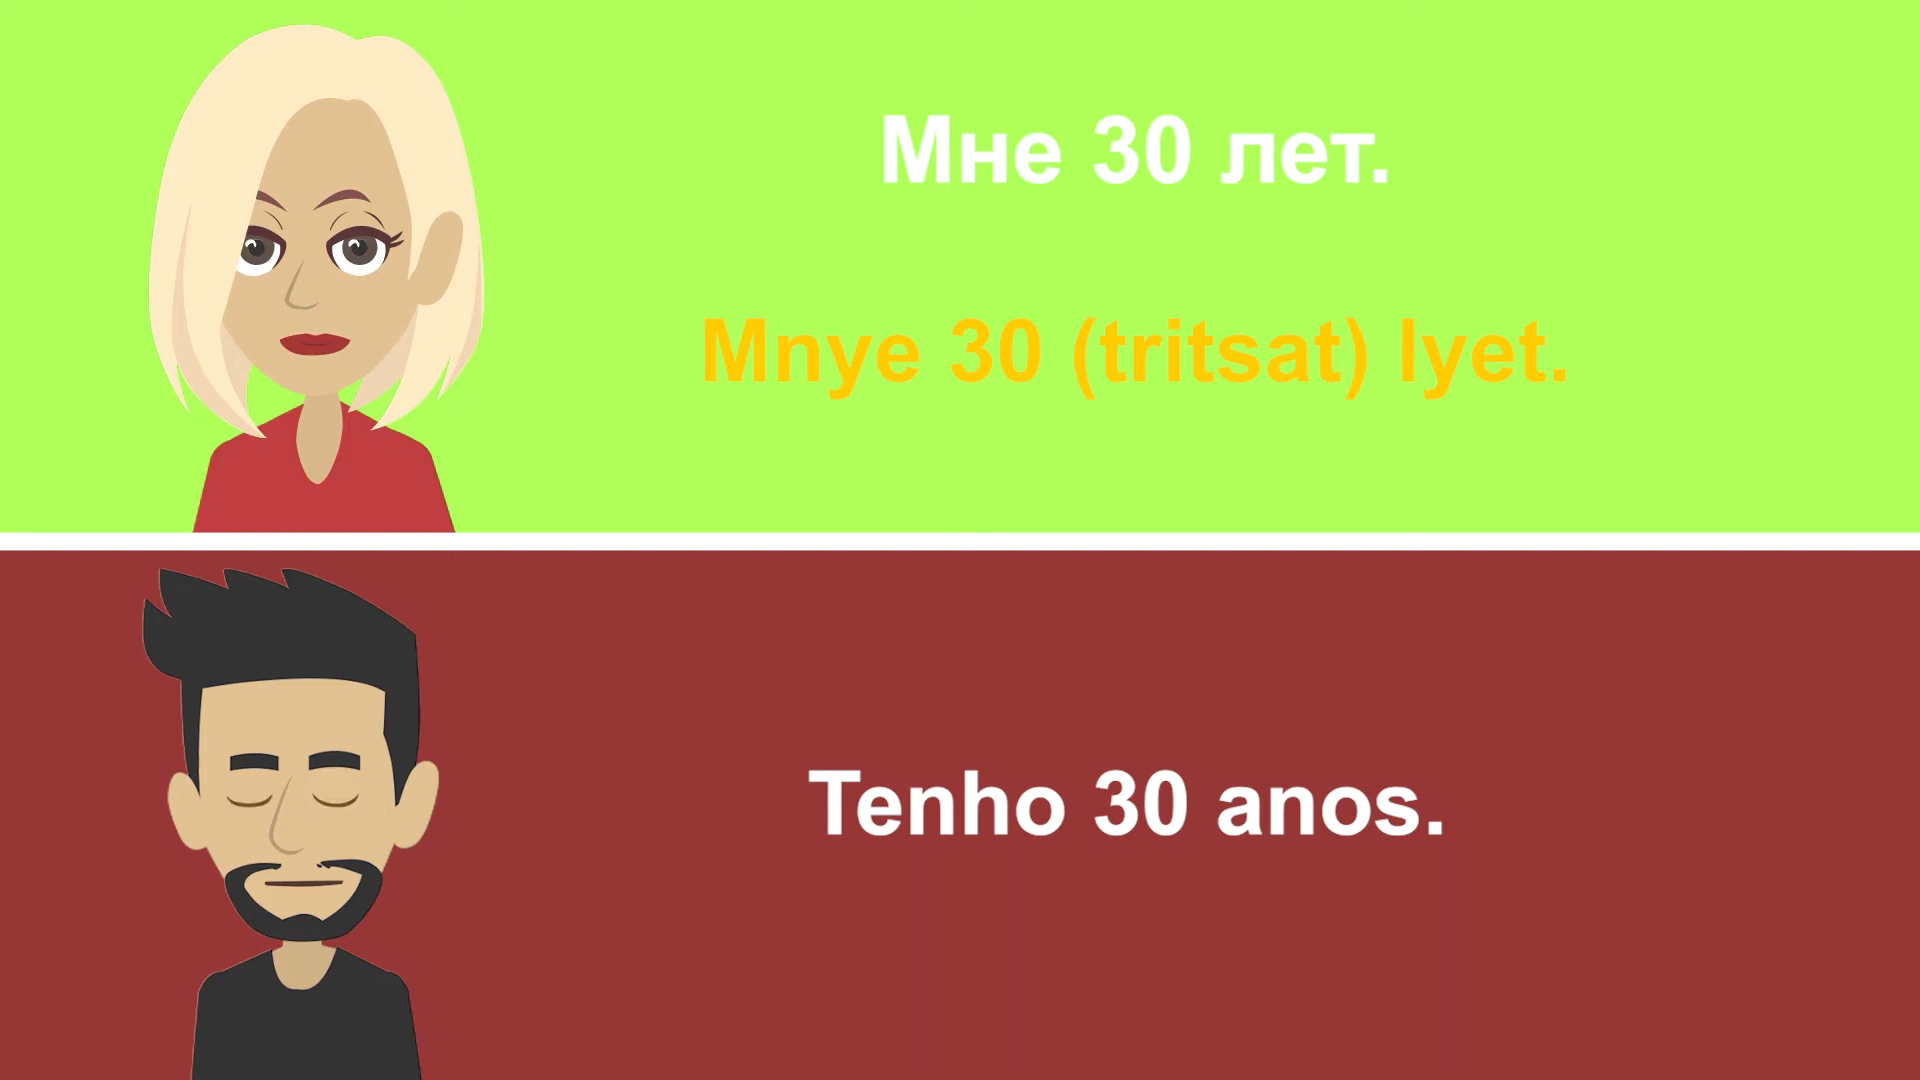 Мне 30 лет.
Mnye 30 (tritsat) lyet.
Tenho 30 anos.